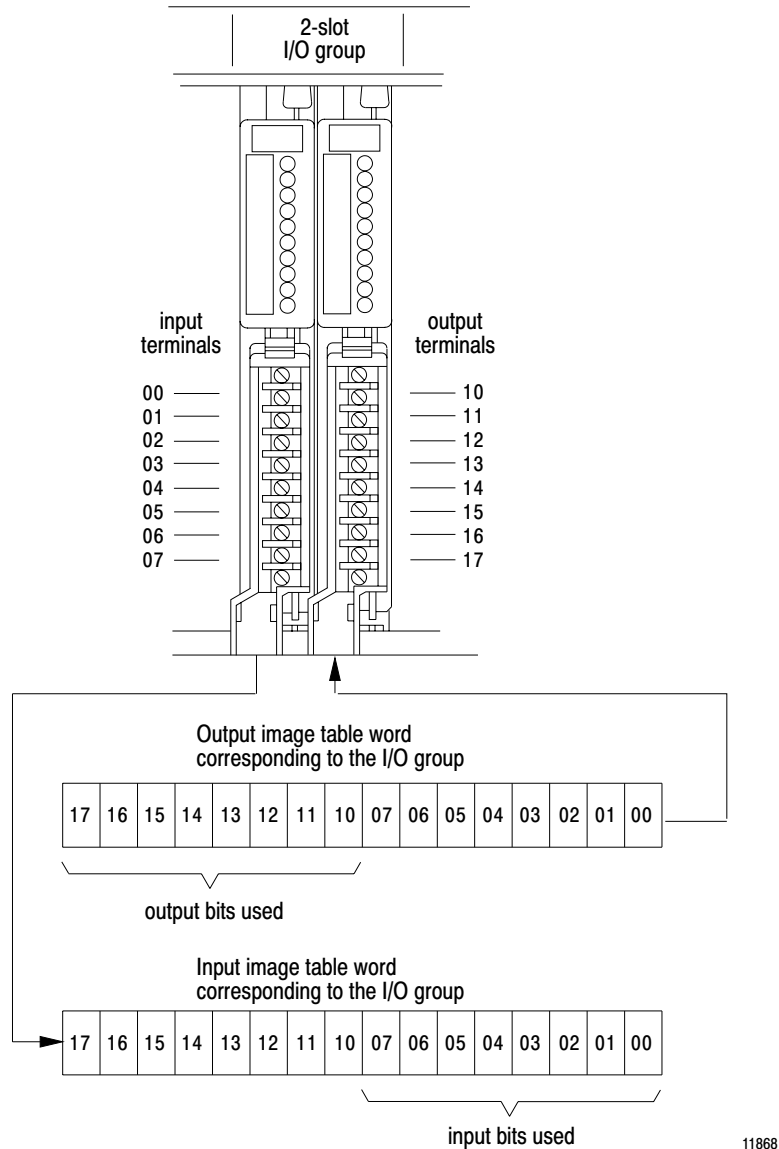 2-slot
I/O group
input
terminals
output
terminals
00
10
01
11
02
12
03
13
04
14
05
15
06
16
07
17
Output image table word
corresponding to the I/O group
17 16 15 14 13 12 11 10 07 06 05 04 03 02 01 00
output bits used
Input image table word
corresponding to the I/O group
17 16 15 14 13 12 11 10 07 06 05 04 03 02 01 00
input bits used
11868